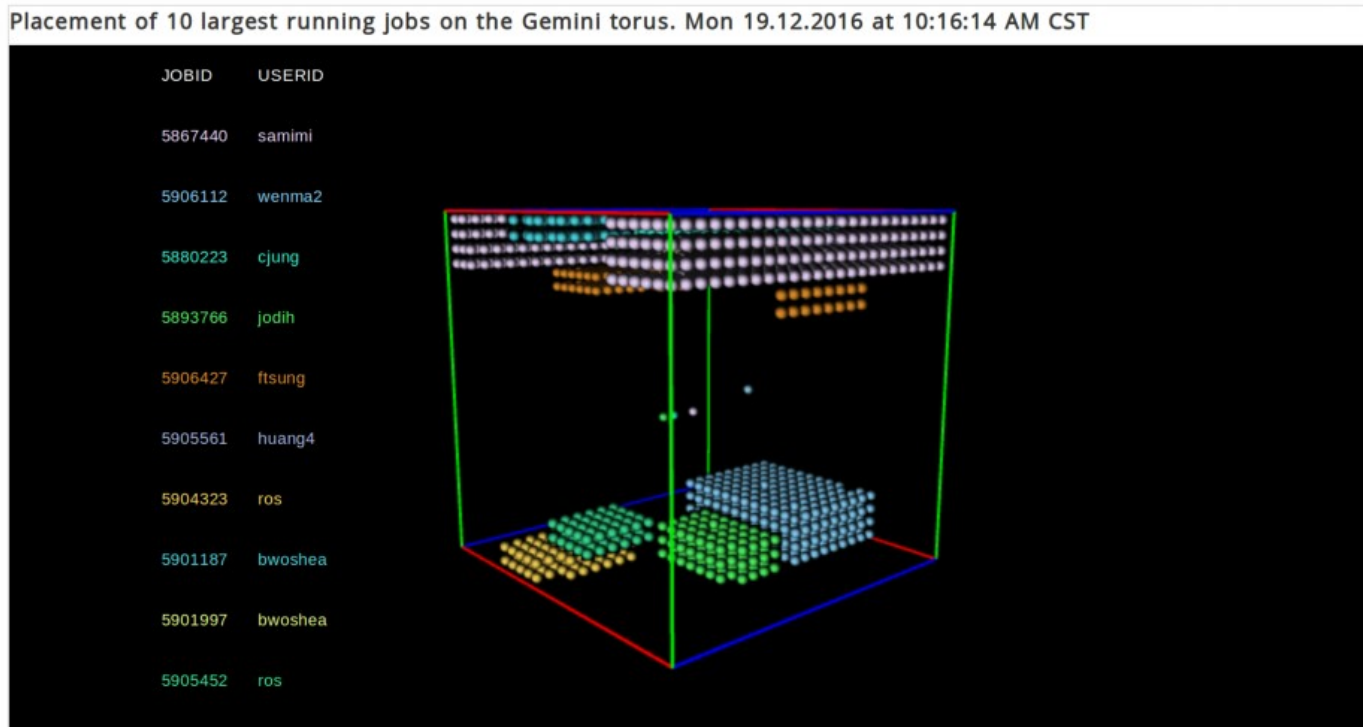 Placement of 10 largest running jobs on the Gemini torus. Mon 19.12.2016 at 10:16:14 AM CST
JOBID USERID
5867440 samimi
5906112 wenma2
5880223 cjung
5893766 jodih
5906427 ftsung
5905561 huang4
5904323 ros
5901187 bwoshea
5901997 bwoshea
5905452 ros